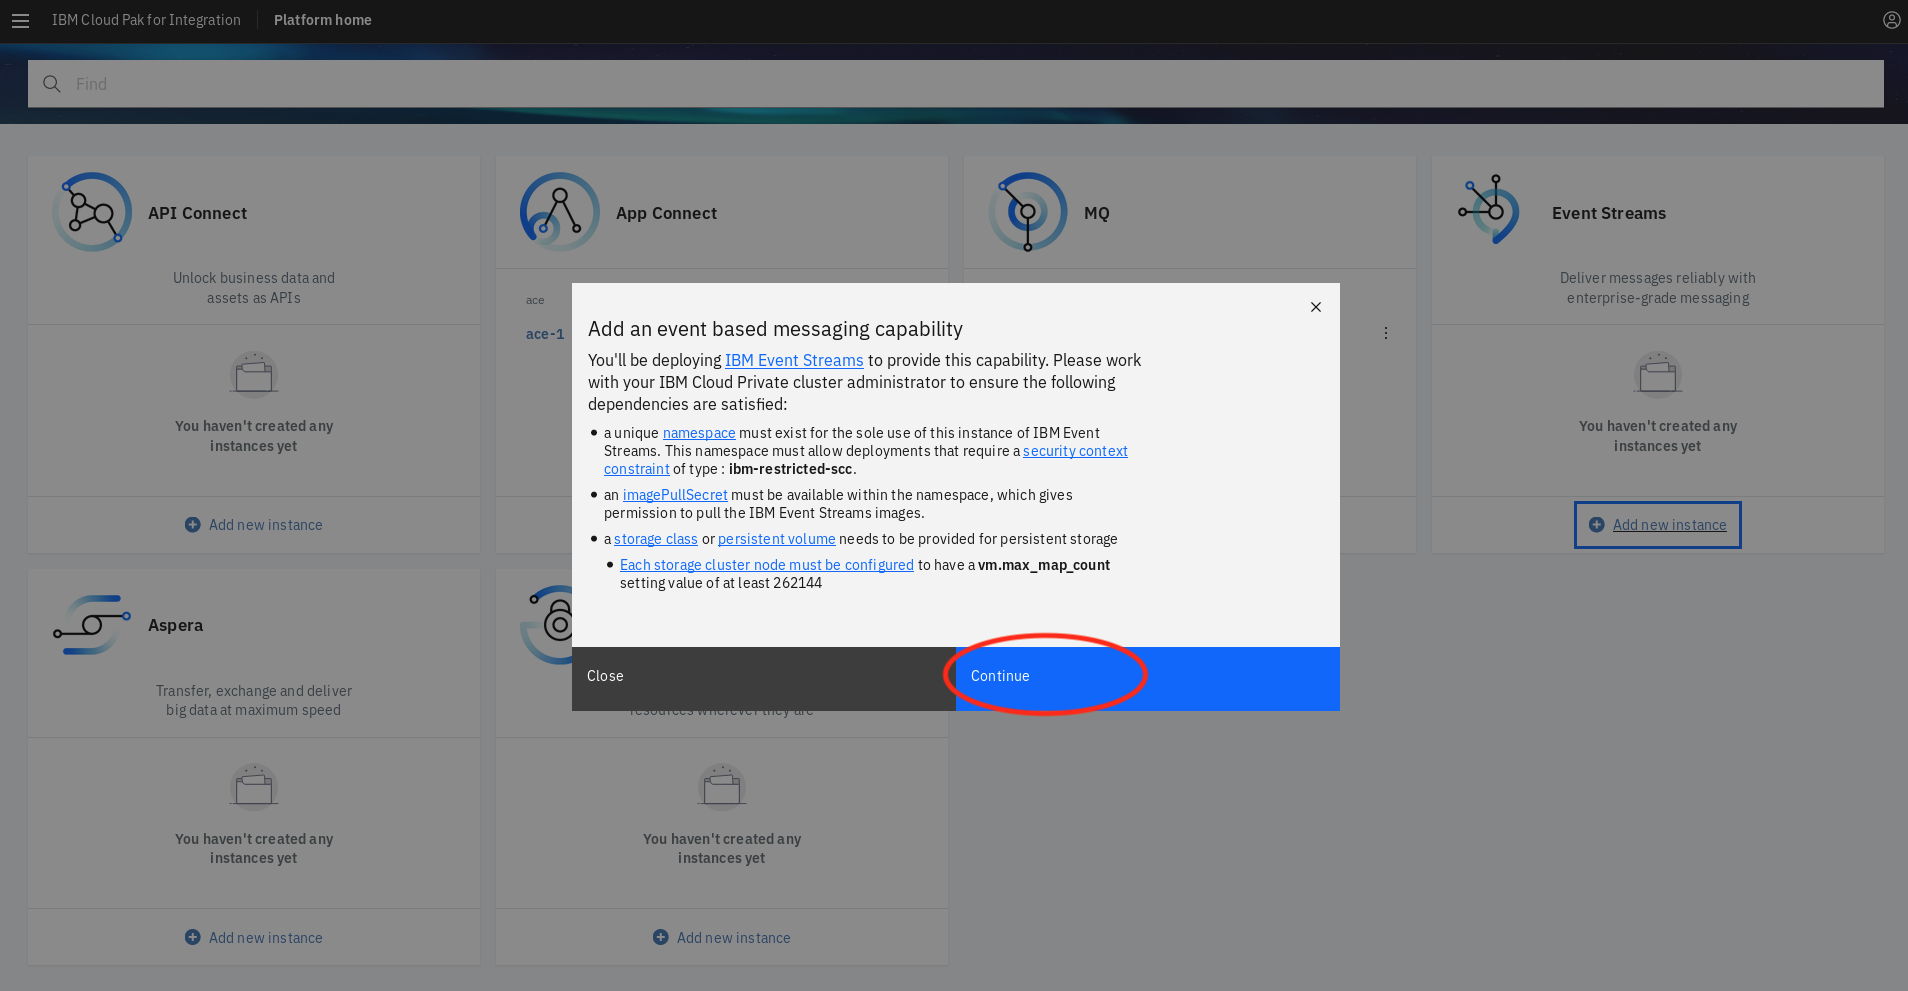 IBM Cloud Pak for Integration
Platform home
Find
API Connect
Unlock business data and
assets as APIs
You haven't created any
instances yet
Add new instance
App Connect
ace
ace-1
MQ
Event Streams
Deliver messages reliably with
enterprise-grade messaging
You haven't created any
instances yet
Add new instance
Add an event based messaging capability
You'll be deploying IBM Event Streams to provide this capability. Please work
with your IBM Cloud Private cluster administrator to ensure the following
dependencies are satisfied:
a unique namespace must exist for the sole use of this instance of IBM Event
Streams. This namespace must allow deployments that require a security context
constraint of type : ibm-restricted-scc.
an imagePullSecret must be available within the namespace, which gives
permission to pull the IBM Event Streams images.
a storage class or persistent volume needs to be provided for persistent storage
Each storage cluster node must be configured to have a vm.max_map_count
setting value of at least 262144
Close
Continue
Aspera
Transfer, exchange and deliver
big data at maximum speed
You haven't created any
instances yet
Add new instance
resources wherever they are
You haven't created any
instances yet
Add new instance